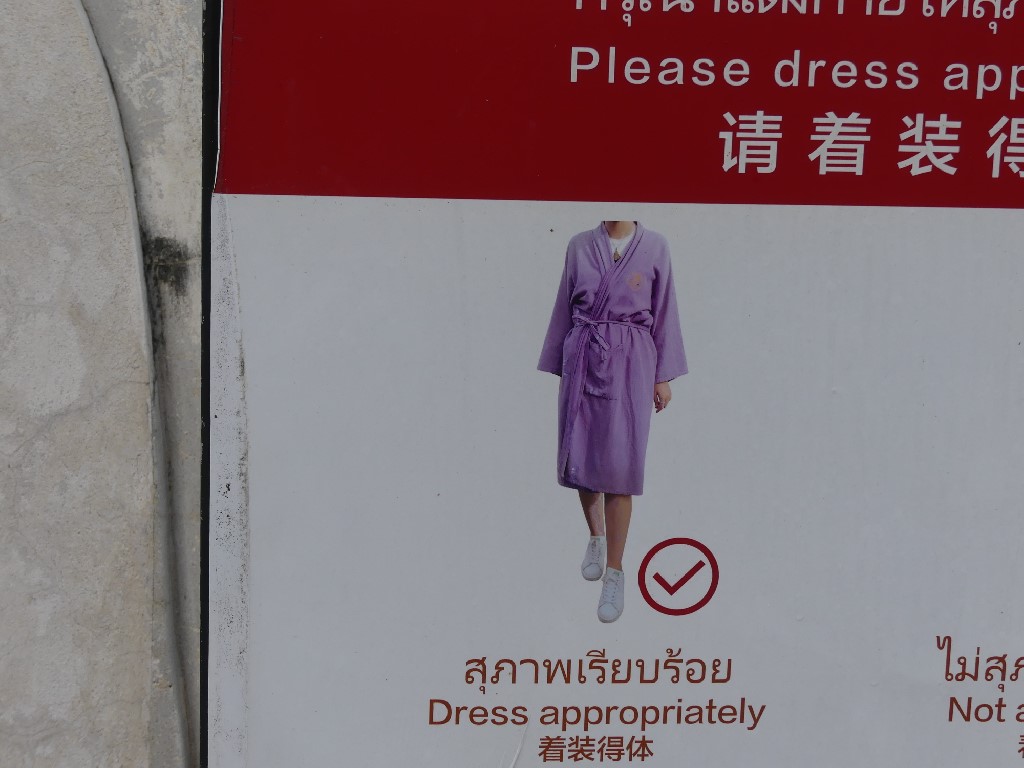 Please dress
请着装得
สุภาพเรียบร้อย
Dress appropriately
着装得体
Not